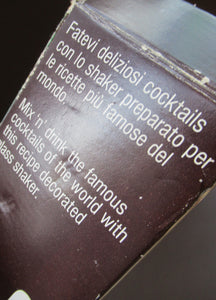 Fatevi deliziosi cocktails
con lo shaker preparato per
le ricette più famose del
mondo.
Mix 'n' drink the famous
cocktails of the world with
this recipe decorated
glass shaker.